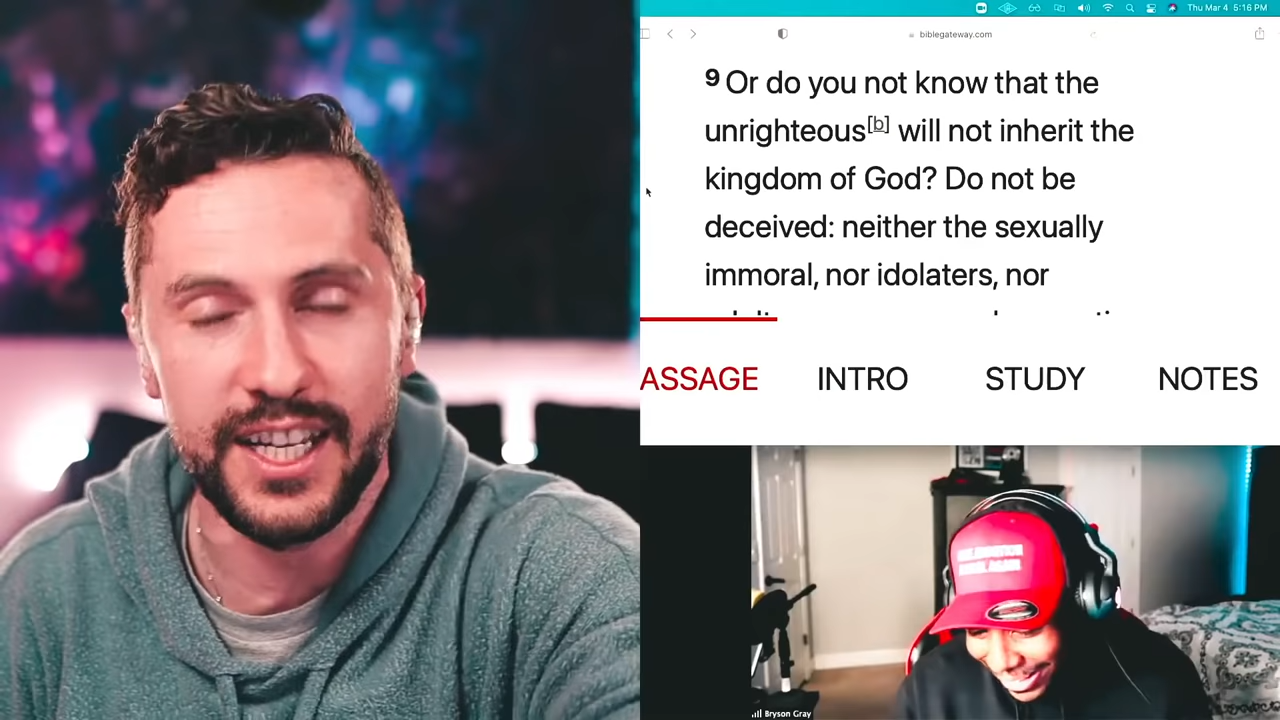 Thu Mar 4 5:16 PM
biblegateway.com
9 Or do you not know that the
unrighteous[b] will not inherit the
kingdom of God? Do not be
deceived: neither the sexually
immoral, nor idolaters, nor
ASSAGE INTRO STUDY NOTES
Bryson Gray